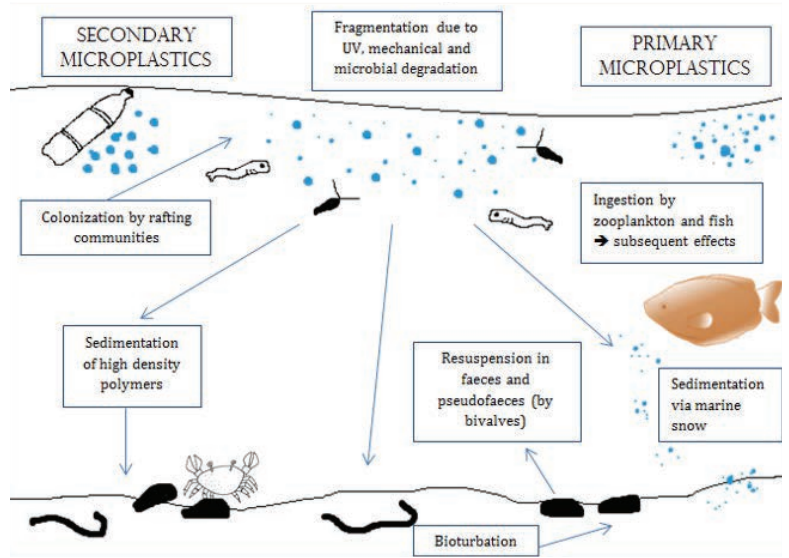 SECONDARY
MICROPLASTICS
Fragmentation due to
UV, mechanical and
microbial degradation
PRIMARY
MICROPLASTICS
Colonization by rafting
communities
Ingestion by
zooplankton and fish
➔ subsequent effects
Sedimentation
of high density
polymers
Resuspension in
faeces and
pseudofaeces (by
bivalves)
Sedimentation
via marine
snow
Bioturbation